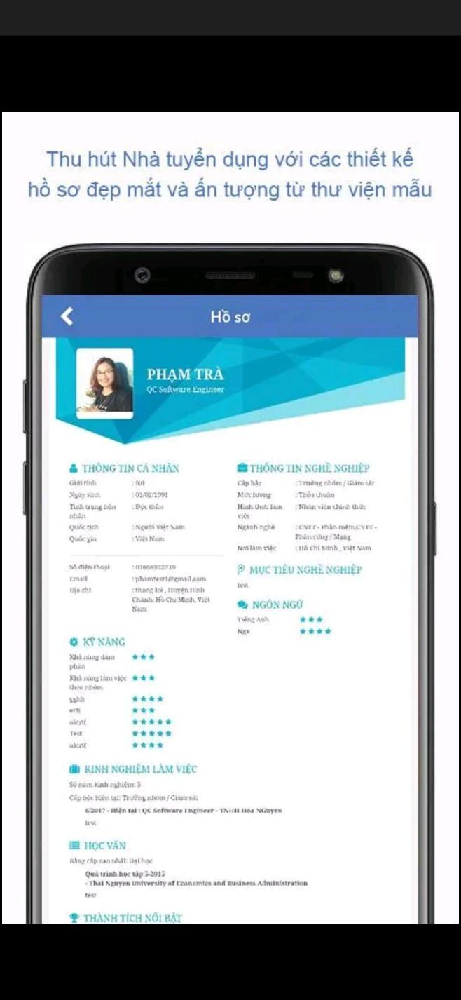 Thu hút Nhà tuyển dụng với các thiết kế
hồ sơ đẹp mắt và ấn tượng từ thư viện mẫu
Hồ sơ
PHẠM TRÀ
QC Software Engineer
THÔNG TIN CÁ NHÂN
Giới tính : Nữ
Ngày sinh : 01/01/1991
Tình trạng hôn : Độc thân
nhân
Quốc tịch : Người Việt Nam
Quốc gia : Việt Nam
Số điện thoại
Email : phamtest1@gmail.com
Địa chỉ : thang loi , Huyện Bình
Chánh, Hồ Chí Minh, Việt
Nam
THÔNG TIN NGHỀ NGHIỆP
Cấp bậc : Trưởng nhóm / Giám sát
Mức lương : Thỏa thuận
Hình thức làm : Nhân viên chính thức
việc
Ngành nghề : CNTT - Phần mềm,CNTT -
Phần cứng / Mạng
Nơi làm việc : Hồ Chí Minh , Việt Nam
MỤC TIÊU NGHỀ NGHIỆP
test
NGÔN NGỮ
Tiếng Anh ★★★
Nga ★★★★
KỸ NĂNG
Khả năng đàm ★★★
phán
Khả năng làm việc ★★★
theo nhóm
★★★★
★★★
★★★★★
Test ★★★★★
★★★★
KINH NGHIỆM LÀM VIỆC
Số năm kinh nghiệm: 5
Cấp bậc hiện tại: Trưởng nhóm / Giám sát
6/2017 - Hiện tại : QC Software Engineer - TNHH Hoa NGuyen
test
HỌC VẤN
Bằng cấp cao nhất: Đại học
Quá trình học tập 5-2015
- Thai Nguyen University of Economics and Business Administration
test
THÀNH TÍCH NỔI BẬT